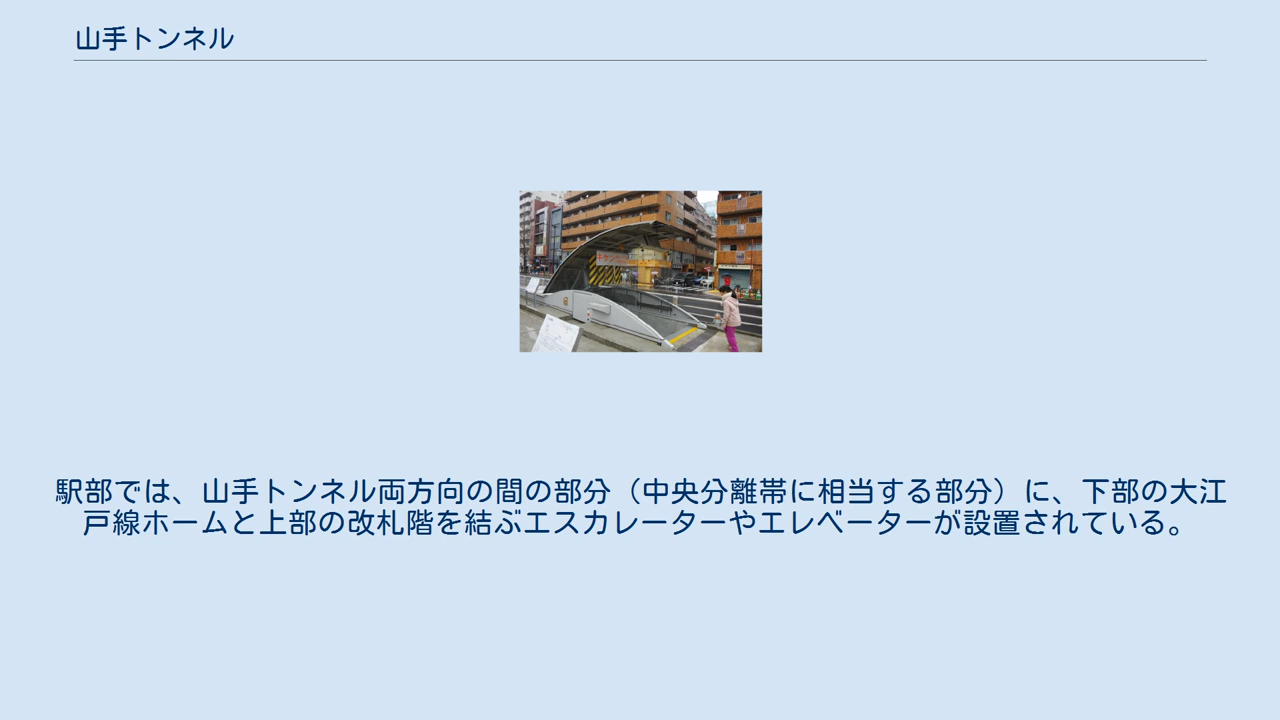 山手トンネル
駅部では、山手トンネル両方向の間の部分（中央分離帯に相当する部分）に、下部の大江
戸線ホームと上部の改札階を結ぶエスカレーターやエレベーターが設置されている。